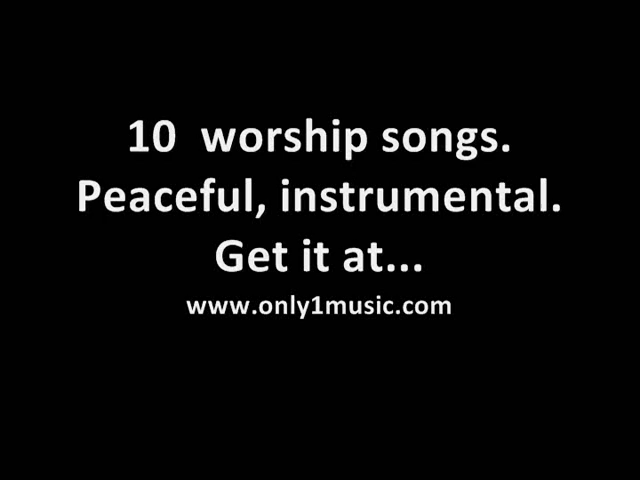 10  worship songs.
Peaceful, instrumental.
Get it at...
www.only1music.com